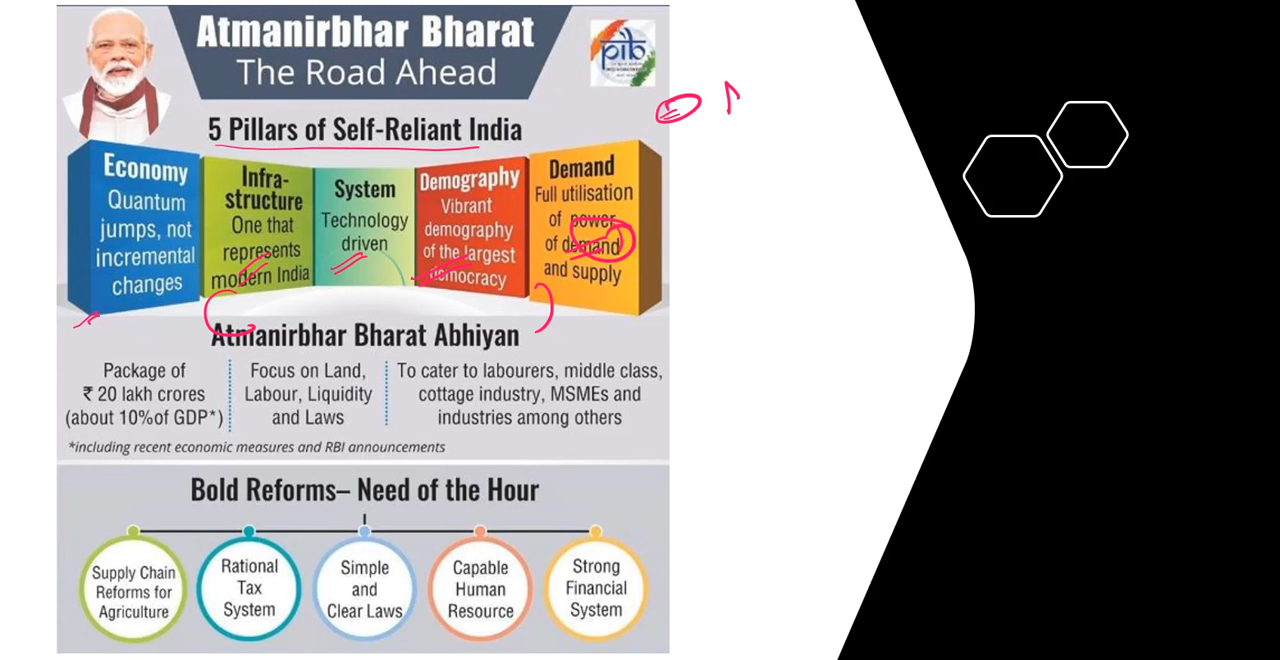 Atmanirbhar Bharat
The Road Ahead
pib
5 Pillars of Self-Reliant India
Economy
Quantum
jumps, not
incremental
changes
Infra-
structure
One that
represents
modern India
System
Technology
driven
Demography
Vibrant
demography
of the largest
democracy
Demand
Full utilisation
of power
of demand
and supply
Atmanirbhar Bharat Abhiyan
Package of
₹ 20 lakh crores
(about 10%of GDP*)
Focus on Land,
Labour, Liquidity
and Laws
To cater to labourers, middle class,
cottage industry, MSMEs and
industries among others
*including recent economic measures and RBI announcements
Bold Reforms– Need of the Hour
Supply Chain
Reforms for
Agriculture
Rational
Tax
System
Simple
and
Clear Laws
Capable
Human
Resource
Strong
Financial
System